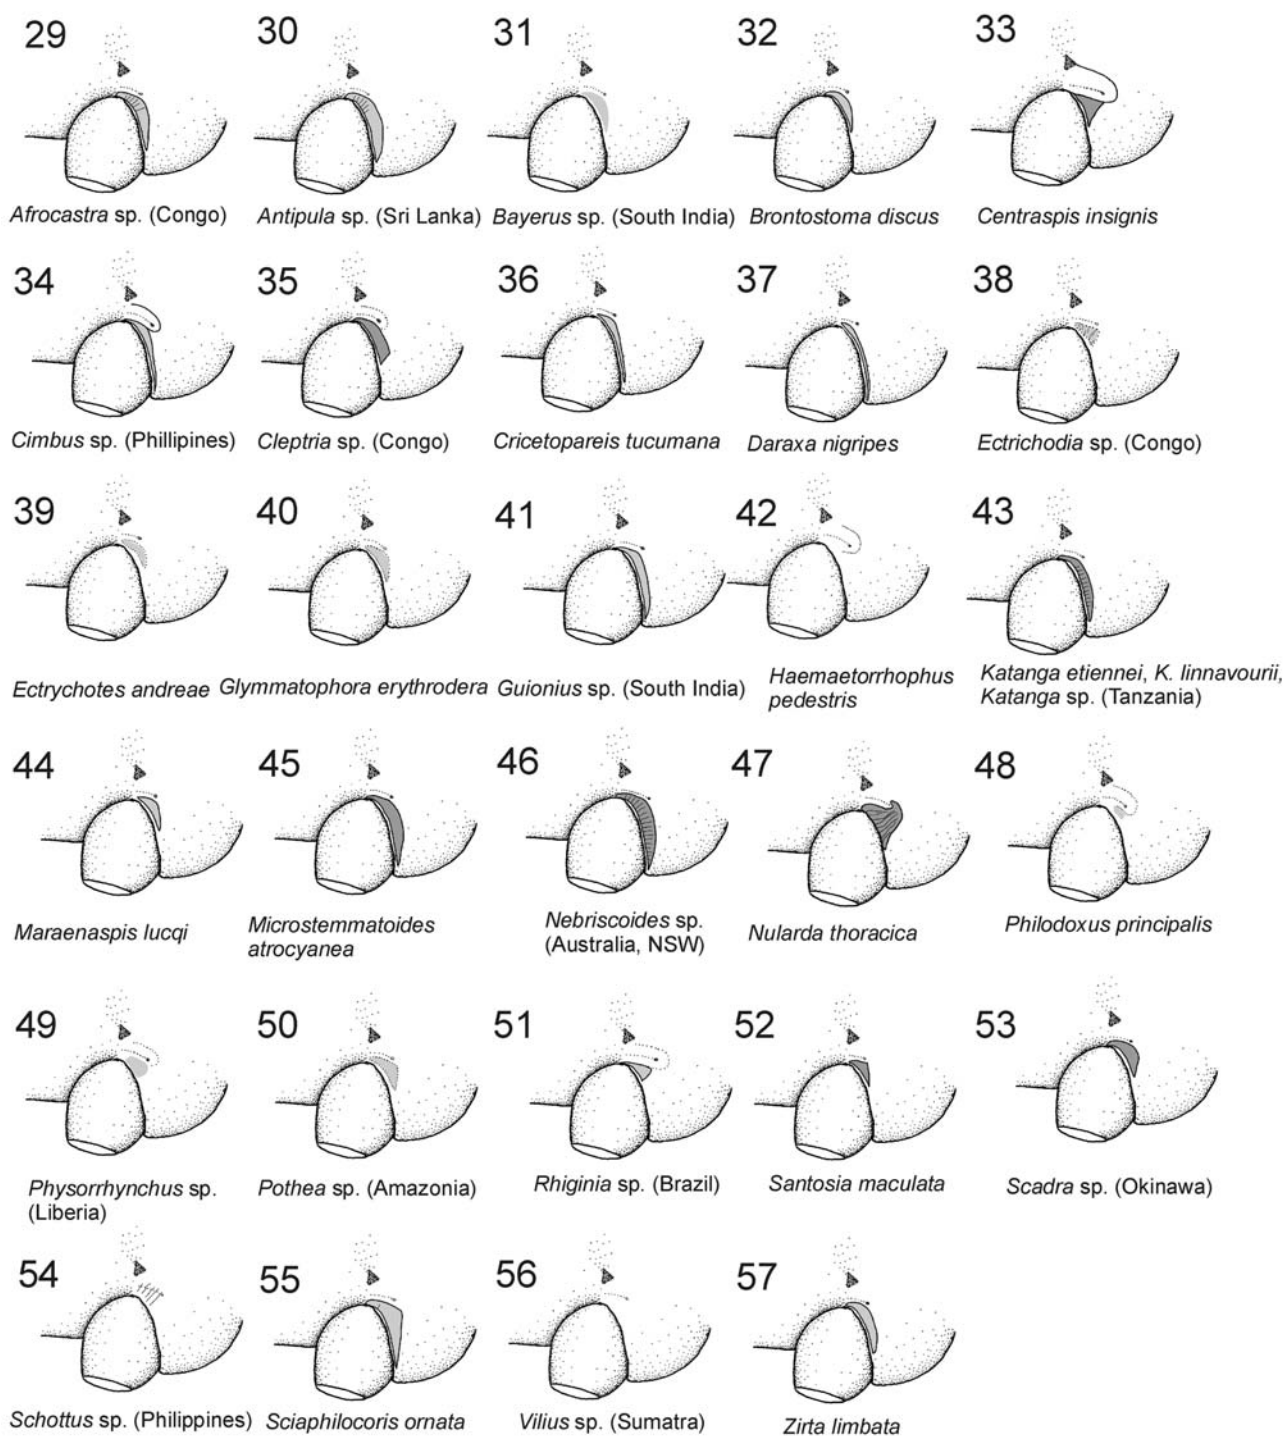 29
30
31
32
33
Afrocastra sp. (Congo)
Antipula sp. (Sri Lanka)
Bayerus sp. (South India)
Brontostoma discus
Centraspis insignis
34
35
36
37
38
Cimbus sp. (Phillipines)
Cleptria sp. (Congo)
Cricetopareis tucumana
Daraxa nigripes
Ectrichodia sp. (Congo)
39
40
41
42
43
Ectrychotes andreae
Glymmatophora erythrodera
Guionius sp. (South India)
Haemaetorrhophus
pedestris
Katanga etiennei, K. linnavourii,
Katanga sp. (Tanzania)
44
45
46
47
48
Maraenaspis lucqi
Microstemmatoides
atrocyanea
Nebriscoides sp.
(Australia, NSW)
Nularda thoracica
Philodoxus principalis
49
50
51
52
53
Physorrhynchus sp.
(Liberia)
Pothea sp. (Amazonia)
Rhiginia sp. (Brazil)
Santosia maculata
Scadra sp. (Okinawa)
54
55
56
57
Schottus sp. (Philippines)
Sciaphilocoris ornata
Vilius sp. (Sumatra)
Zirta limbata